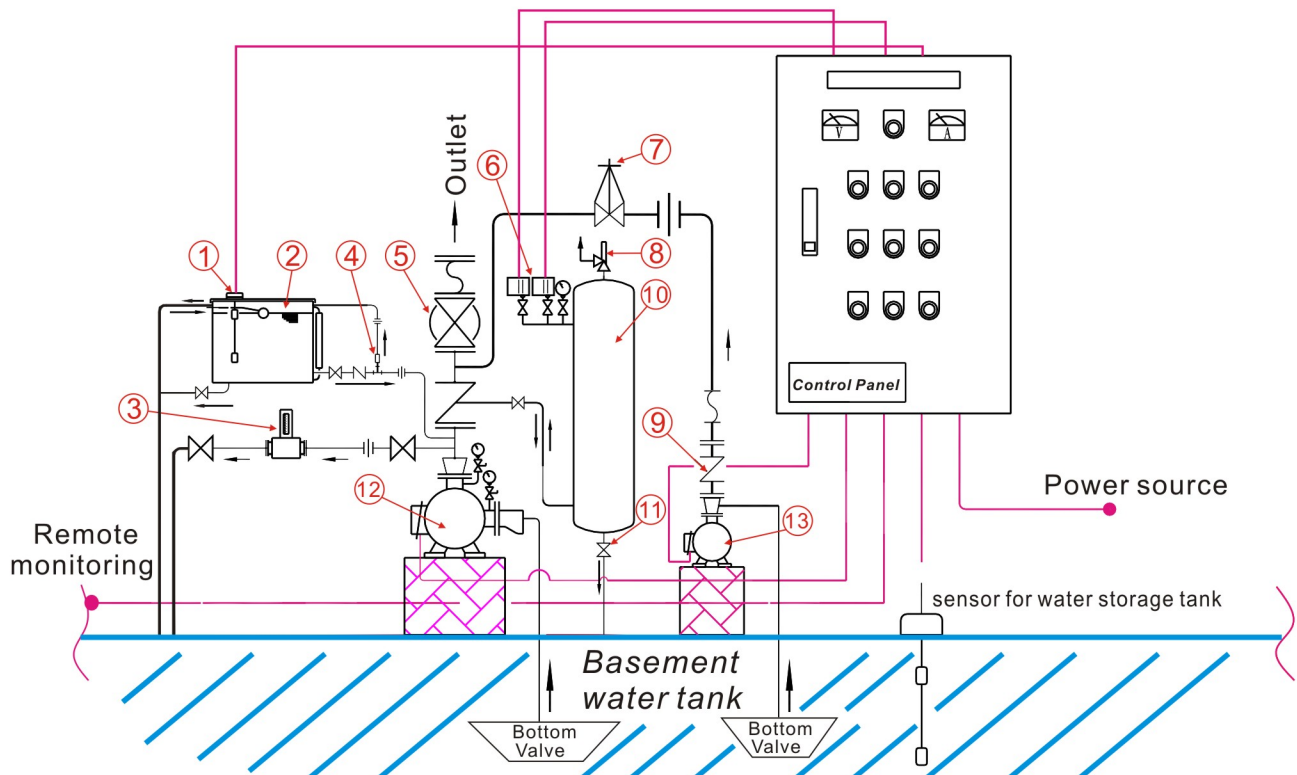 Outlet
1
2
3
4
5
6
7
8
9
10
11
12
13
V
A
Control Panel
Power source
Remote
monitoring
sensor for water storage tank
Basement
water tank
Bottom
Valve
Bottom
Valve